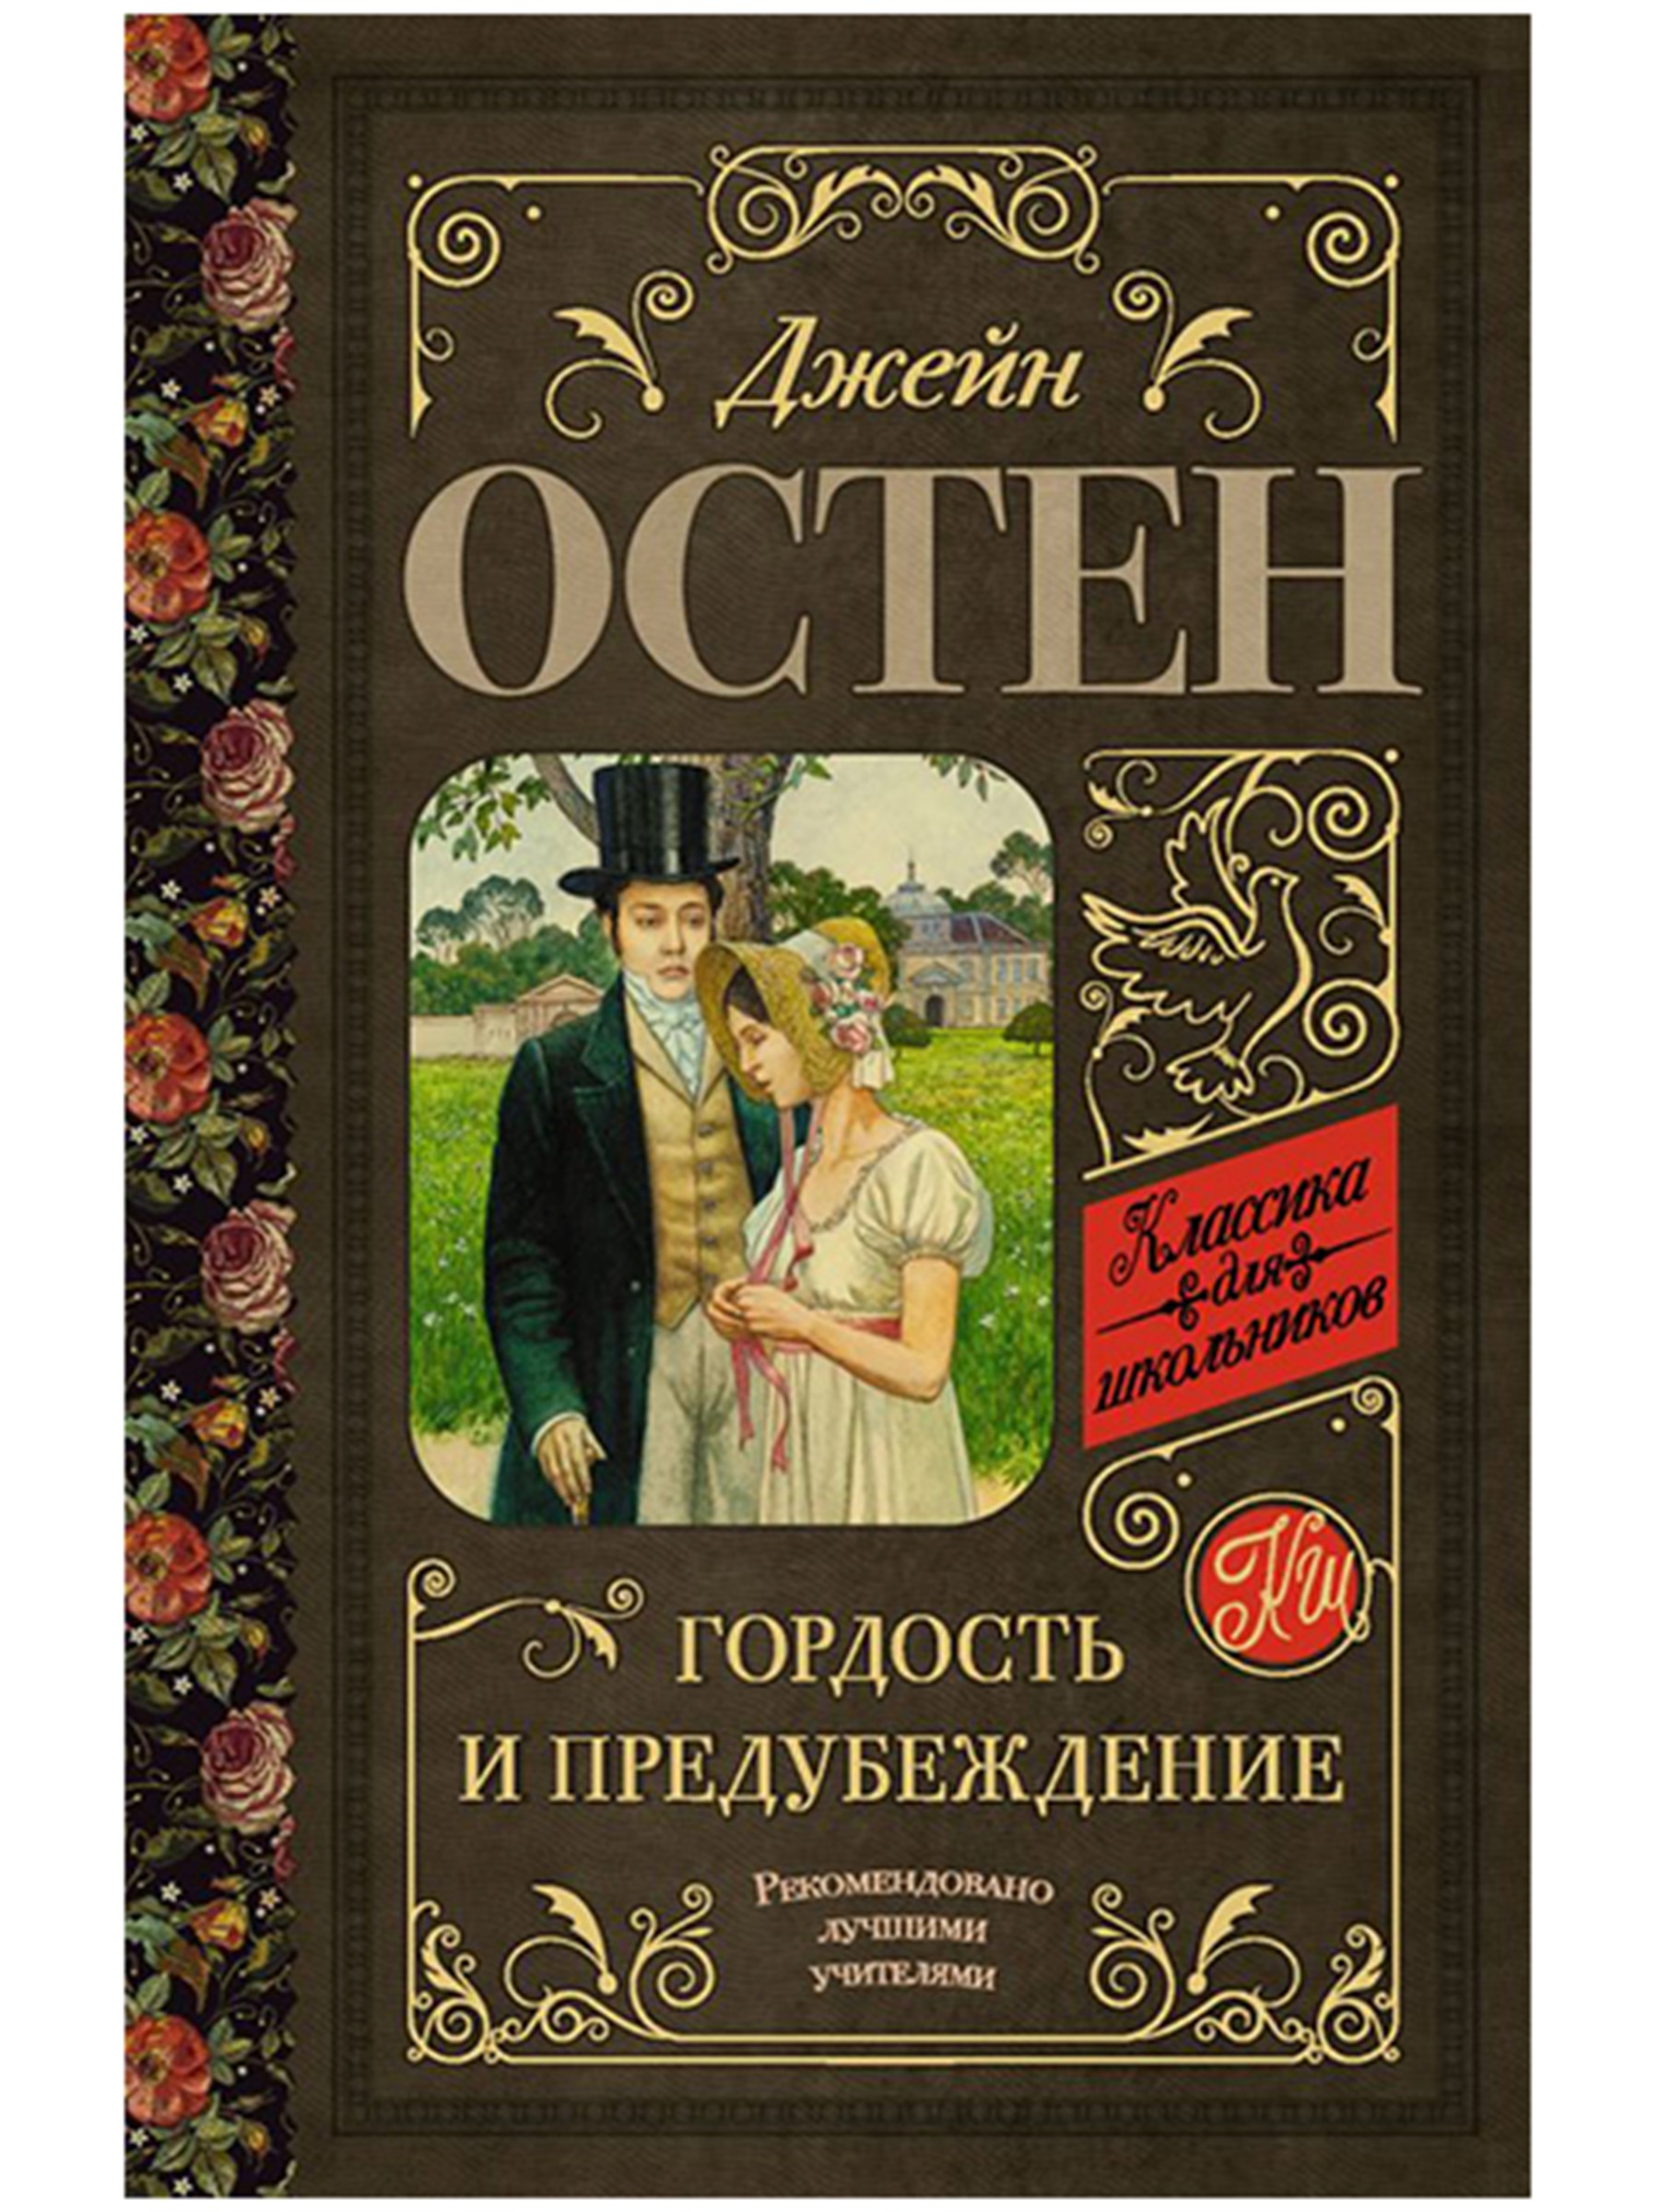 Джейн
ОСТЕН
Классика
для
школьников
КШ
ГОРДОСТЬ
И ПРЕДУБЕЖДЕНИЕ
РЕКОМЕНДОВАНО
ЛУЧШИМИ
УЧИТЕЛЯМИ